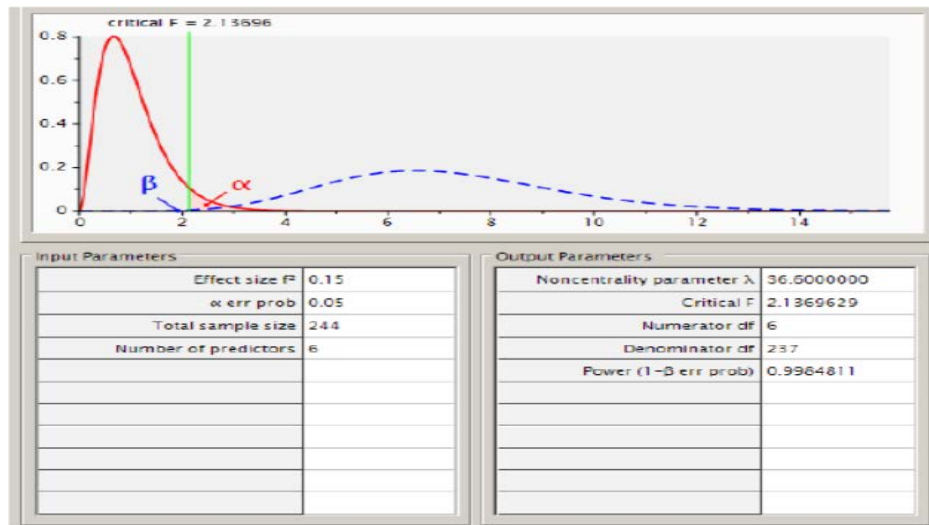 critical F = 2.13696
0.8
0.6
0.4
0.2
0
β
α
0 2 4 6 8 10 12 14
Input Parameters
Effect size f² 0.15
α err prob 0.05
Total sample size 244
Number of predictors 6
Output Parameters
Noncentrality parameter λ 36.6000000
Critical F 2.1369629
Numerator df 6
Denominator df 237
Power (1-β err prob) 0.9984811